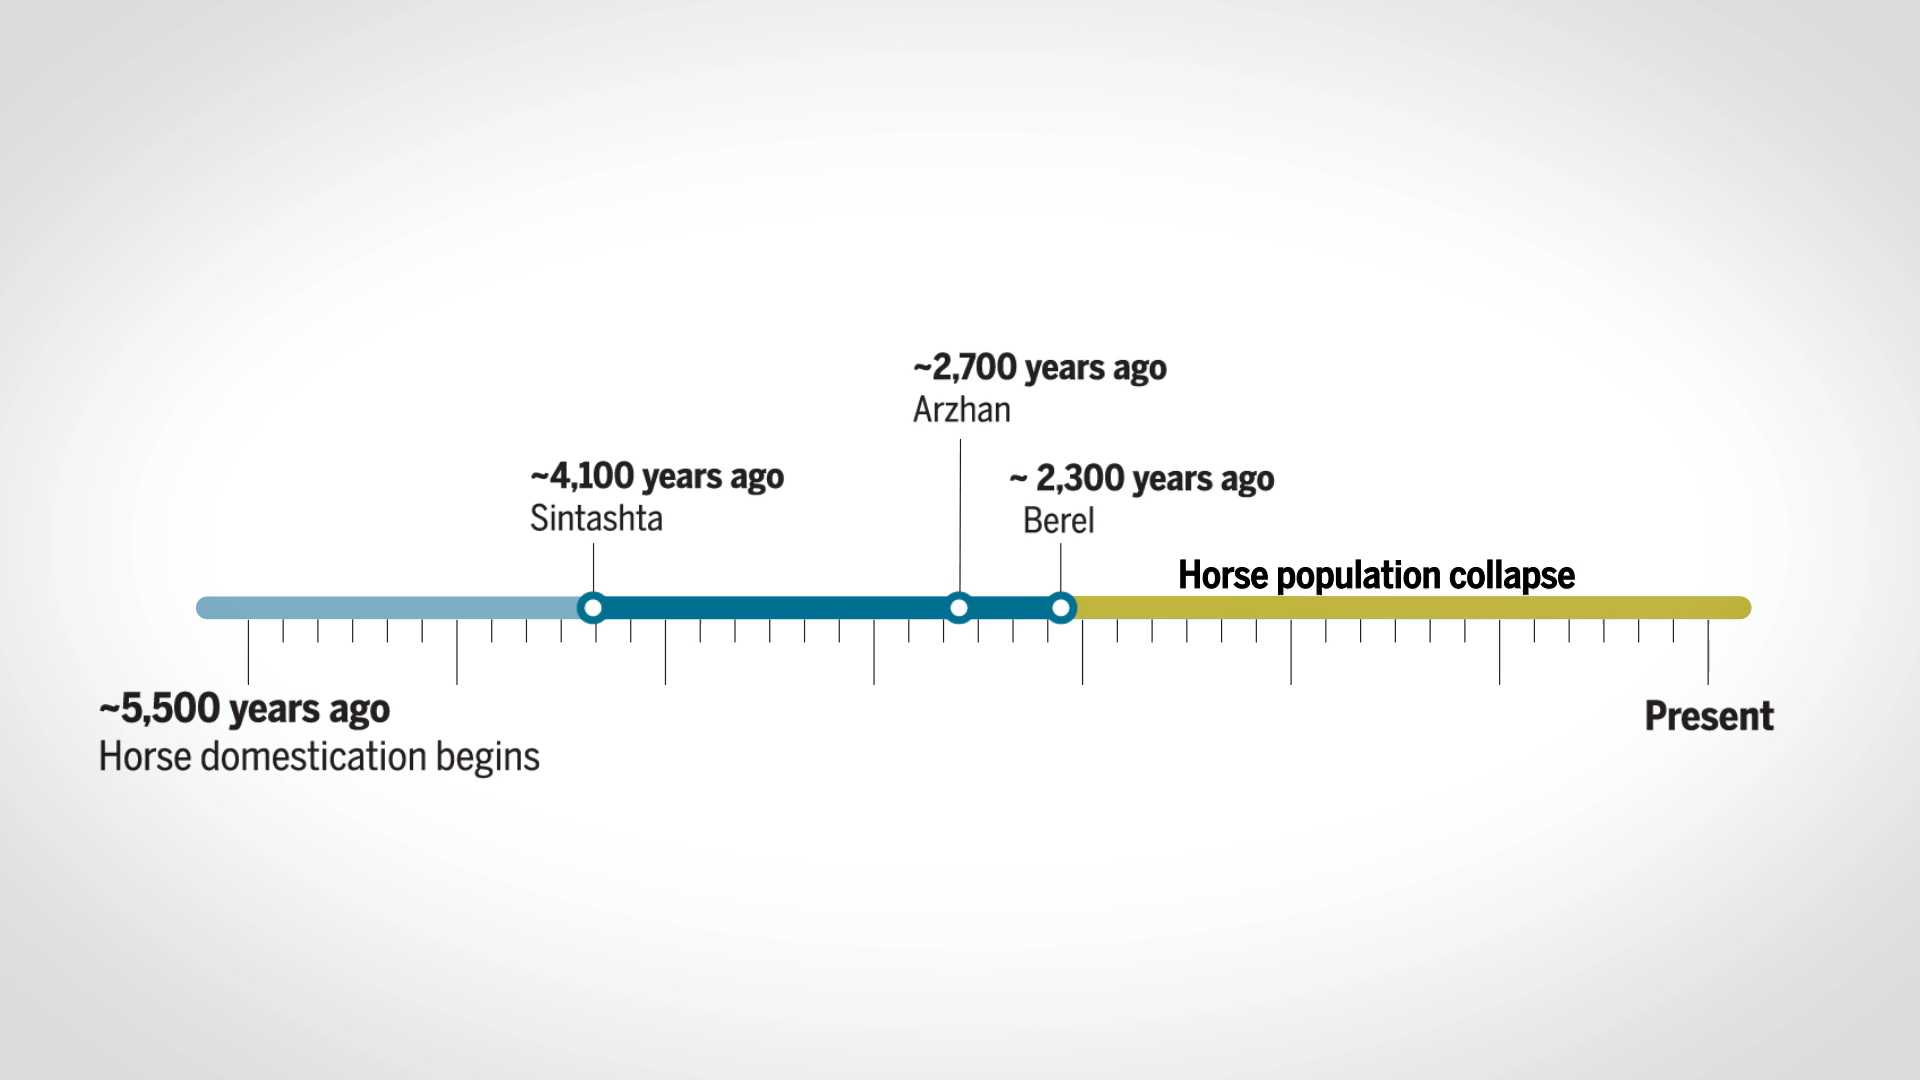 ~2,700 years ago
Arzhan
~4,100 years ago
Sintashta
~ 2,300 years ago
Berel
Horse population collapse
~5,500 years ago
Horse domestication begins
Present